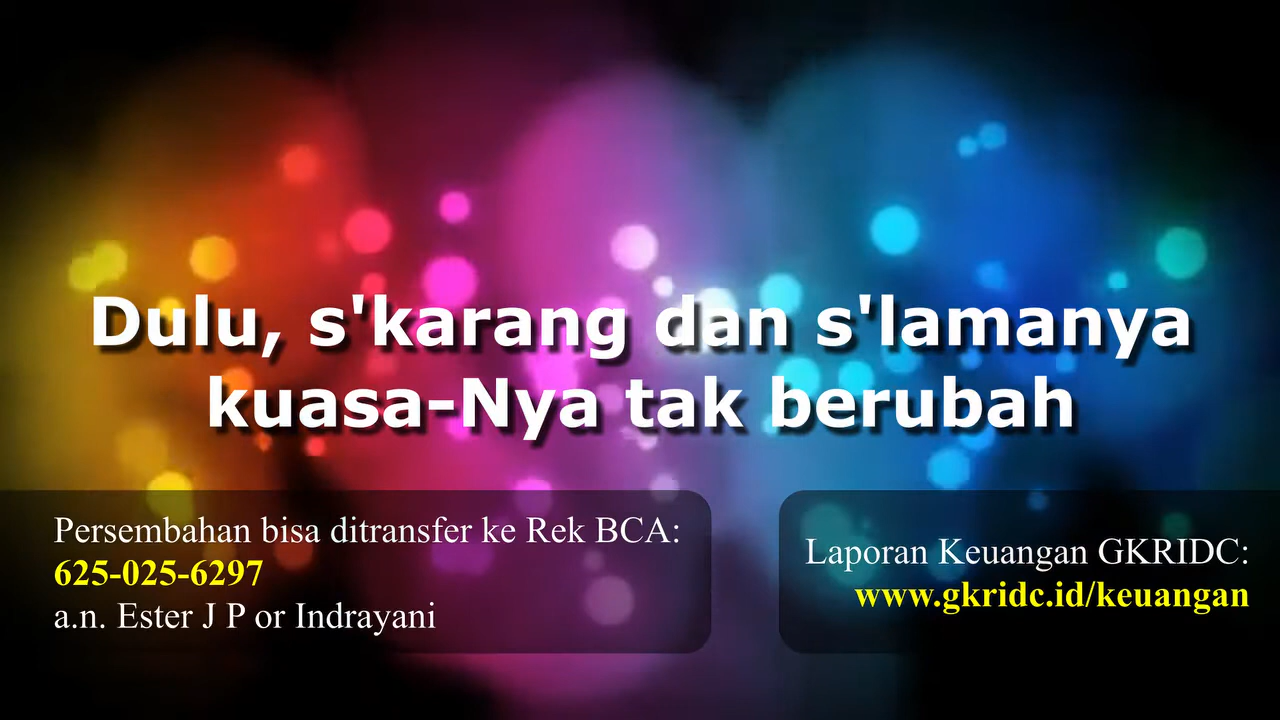 Dulu, s'karang dan s'lamanya
kuasa-Nya tak berubah
Persembahan bisa ditransfer ke Rek BCA:
625-025-6297
a.n. Ester J P or Indrayani
Laporan Keuangan GKRIDC:
www.gkridc.id/keuangan